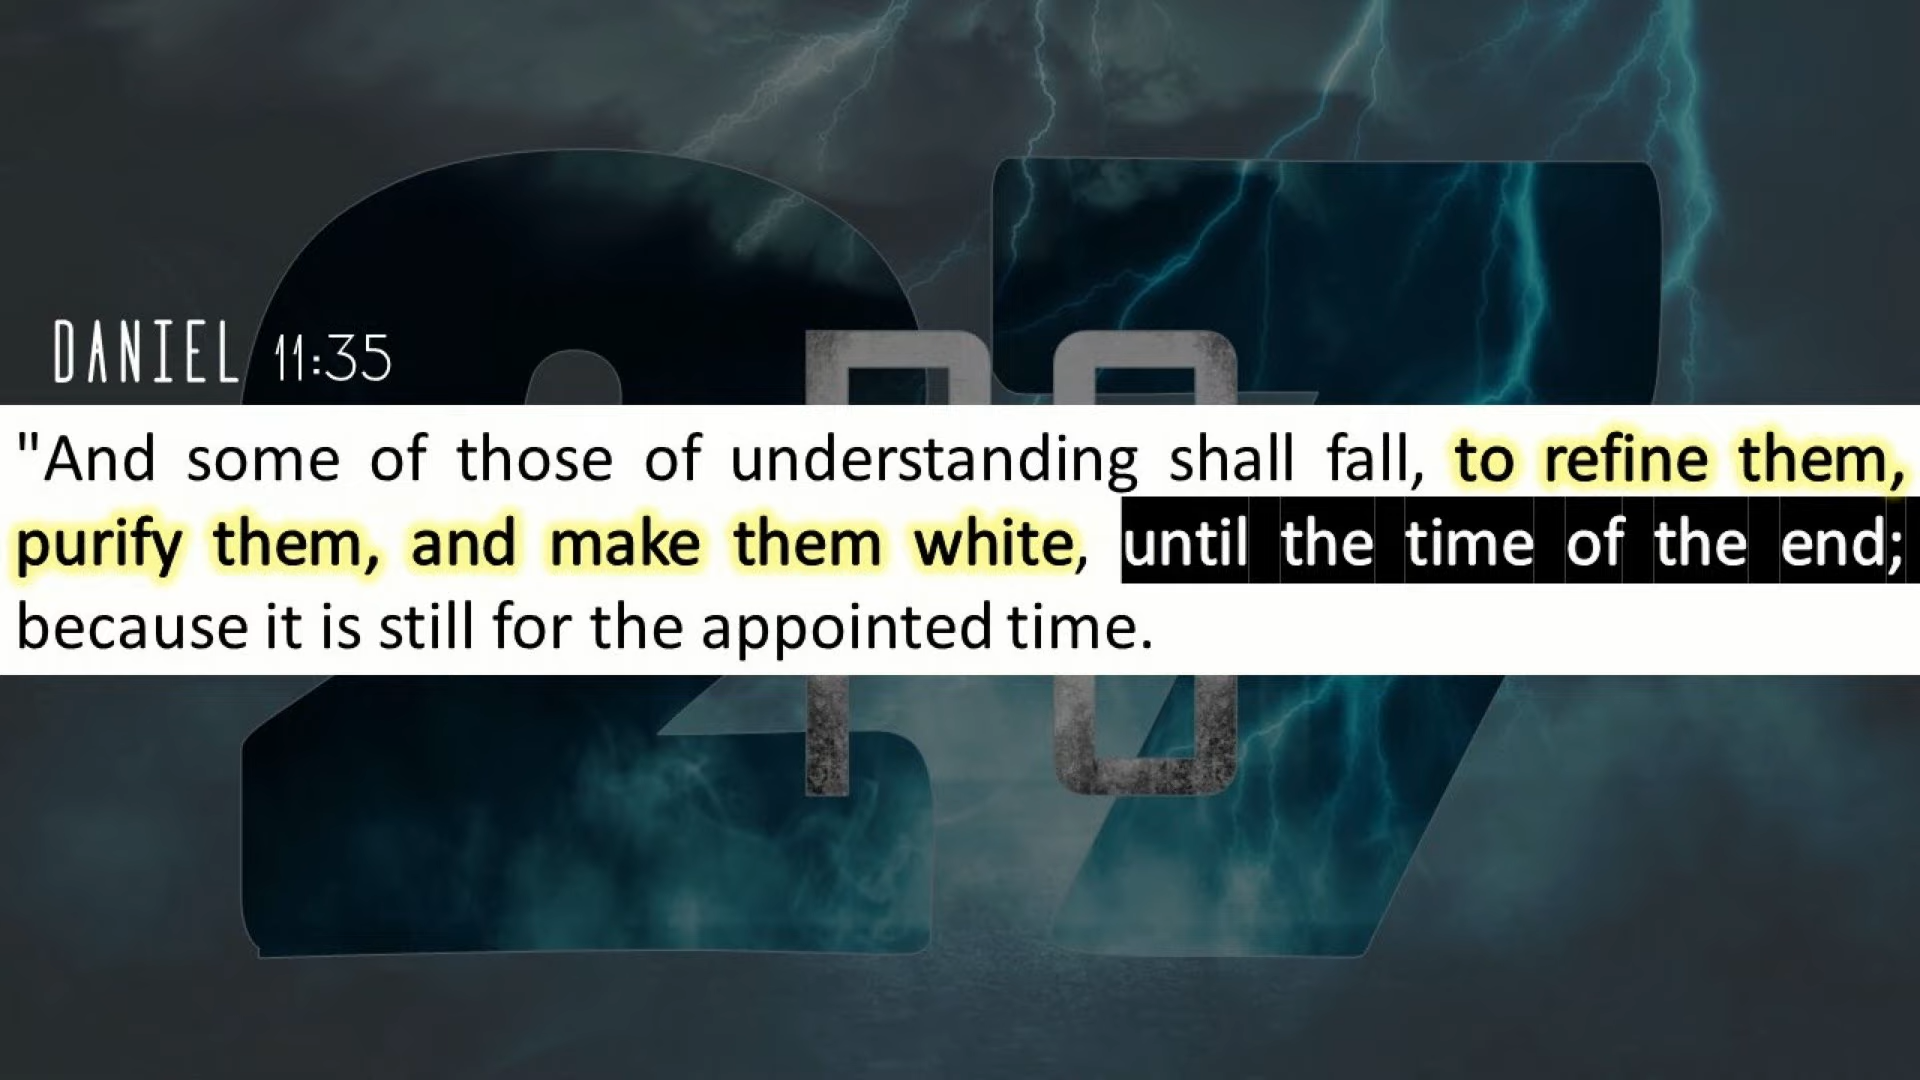 DANIEL 11:35
"And some of those of understanding shall fall, to refine them,
purify them, and make them white, until the time of the end;
because it is still for the appointed time.
27